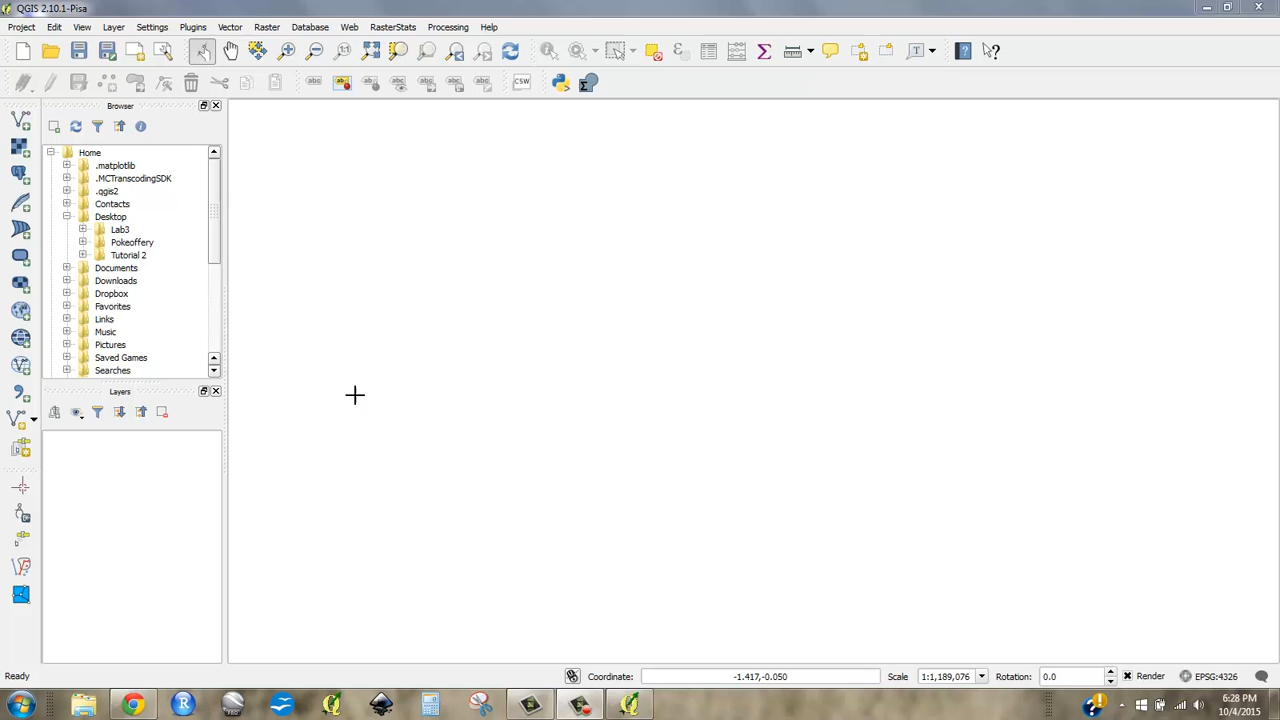 QGIS 2.10.1-Pisa
Project Edit View Layer Settings Plugins Vector Raster Database Web RasterStats Processing Help
CSW
Browser
Home
.matplotlib
.MCTranscodingSDK
.qgis2
Contacts
Desktop
Lab3
Pokeoffery
Tutorial 2
Documents
Downloads
Dropbox
Favorites
Links
Music
Pictures
Saved Games
Searches
Layers
Ready
Coordinate: -1.417,-0.050 Scale 1:1,189,076 Rotation: 0.0 Render EPSG:4326
6:28 PM
10/4/2015